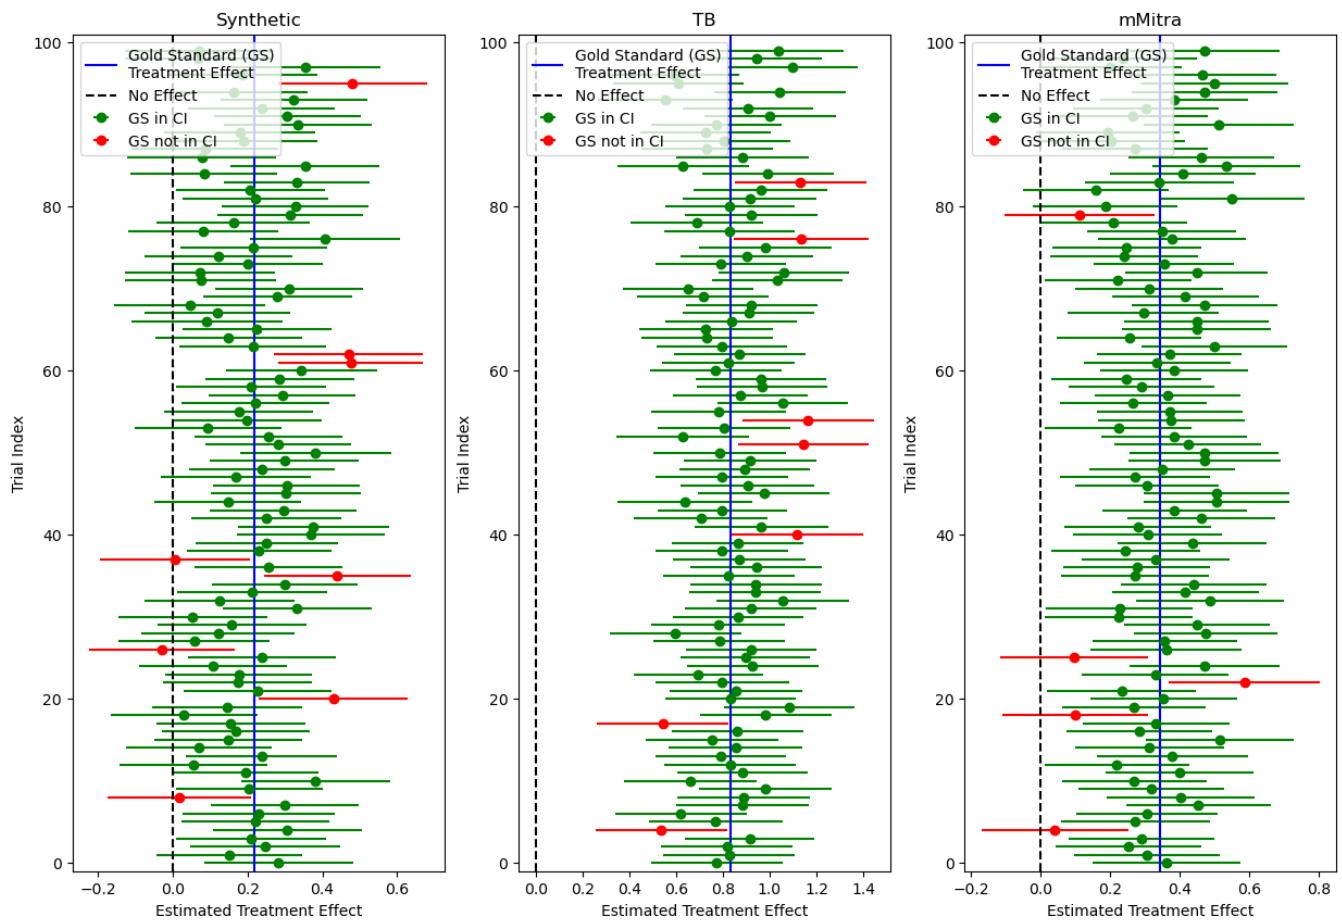 Synthetic
TB
mMitra
Gold Standard (GS)
Treatment Effect
No Effect
GS in CI
GS not in CI
Gold Standard (GS)
Treatment Effect
No Effect
GS in CI
GS not in CI
Gold Standard (GS)
Treatment Effect
No Effect
GS in CI
GS not in CI
Trial Index
100
80
60
40
20
0
Trial Index
100
80
60
40
20
0
Trial Index
100
80
60
40
20
0
−0.2 0.0 0.2 0.4 0.6
0.0 0.2 0.4 0.6 0.8 1.0 1.2 1.4
−0.2 0.0 0.2 0.4 0.6 0.8
Estimated Treatment Effect
Estimated Treatment Effect
Estimated Treatment Effect